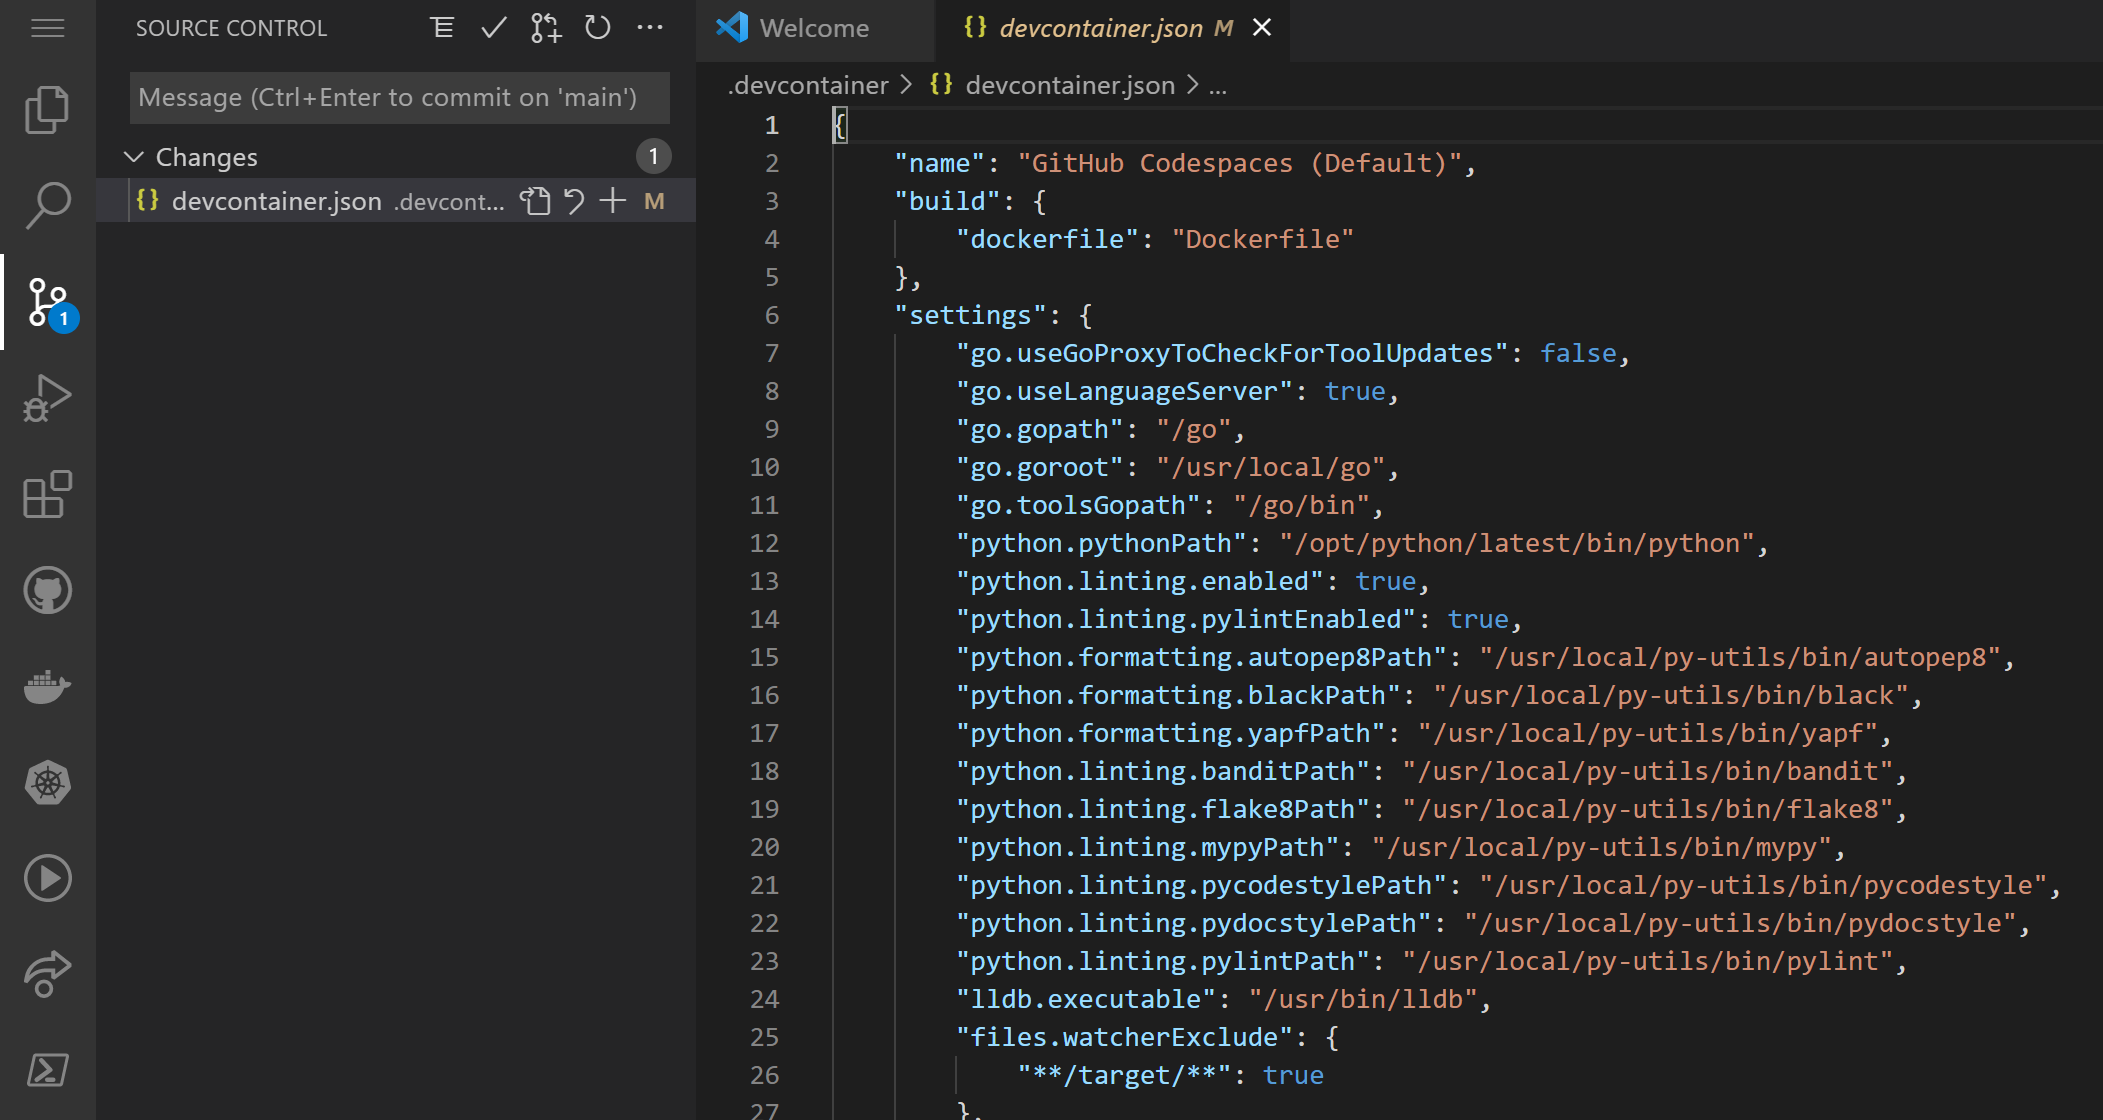 SOURCE CONTROL
Message (Ctrl+Enter to commit on 'main')
Changes 1
{} devcontainer.json .devcont... M
1
Welcome
{} devcontainer.json M
.devcontainer > {} devcontainer.json > ...
1 {
2 "name": "GitHub Codespaces (Default)",
3 "build": {
4 "dockerfile": "Dockerfile"
5 },
6 "settings": {
7 "go.useGoProxyToCheckForToolUpdates": false,
8 "go.useLanguageServer": true,
9 "go.gopath": "/go",
10 "go.goroot": "/usr/local/go",
11 "go.toolsGopath": "/go/bin",
12 "python.pythonPath": "/opt/python/latest/bin/python",
13 "python.linting.enabled": true,
14 "python.linting.pylintEnabled": true,
15 "python.formatting.autopep8Path": "/usr/local/py-utils/bin/autopep8",
16 "python.formatting.blackPath": "/usr/local/py-utils/bin/black",
17 "python.formatting.yapfPath": "/usr/local/py-utils/bin/yapf",
18 "python.linting.banditPath": "/usr/local/py-utils/bin/bandit",
19 "python.linting.flake8Path": "/usr/local/py-utils/bin/flake8",
20 "python.linting.mypyPath": "/usr/local/py-utils/bin/mypy",
21 "python.linting.pycodestylePath": "/usr/local/py-utils/bin/pycodestyle",
22 "python.linting.pydocstylePath": "/usr/local/py-utils/bin/pydocstyle",
23 "python.linting.pylintPath": "/usr/local/py-utils/bin/pylint",
24 "lldb.executable": "/usr/bin/lldb",
25 "files.watcherExclude": {
26 "**/target/**": true
27 },